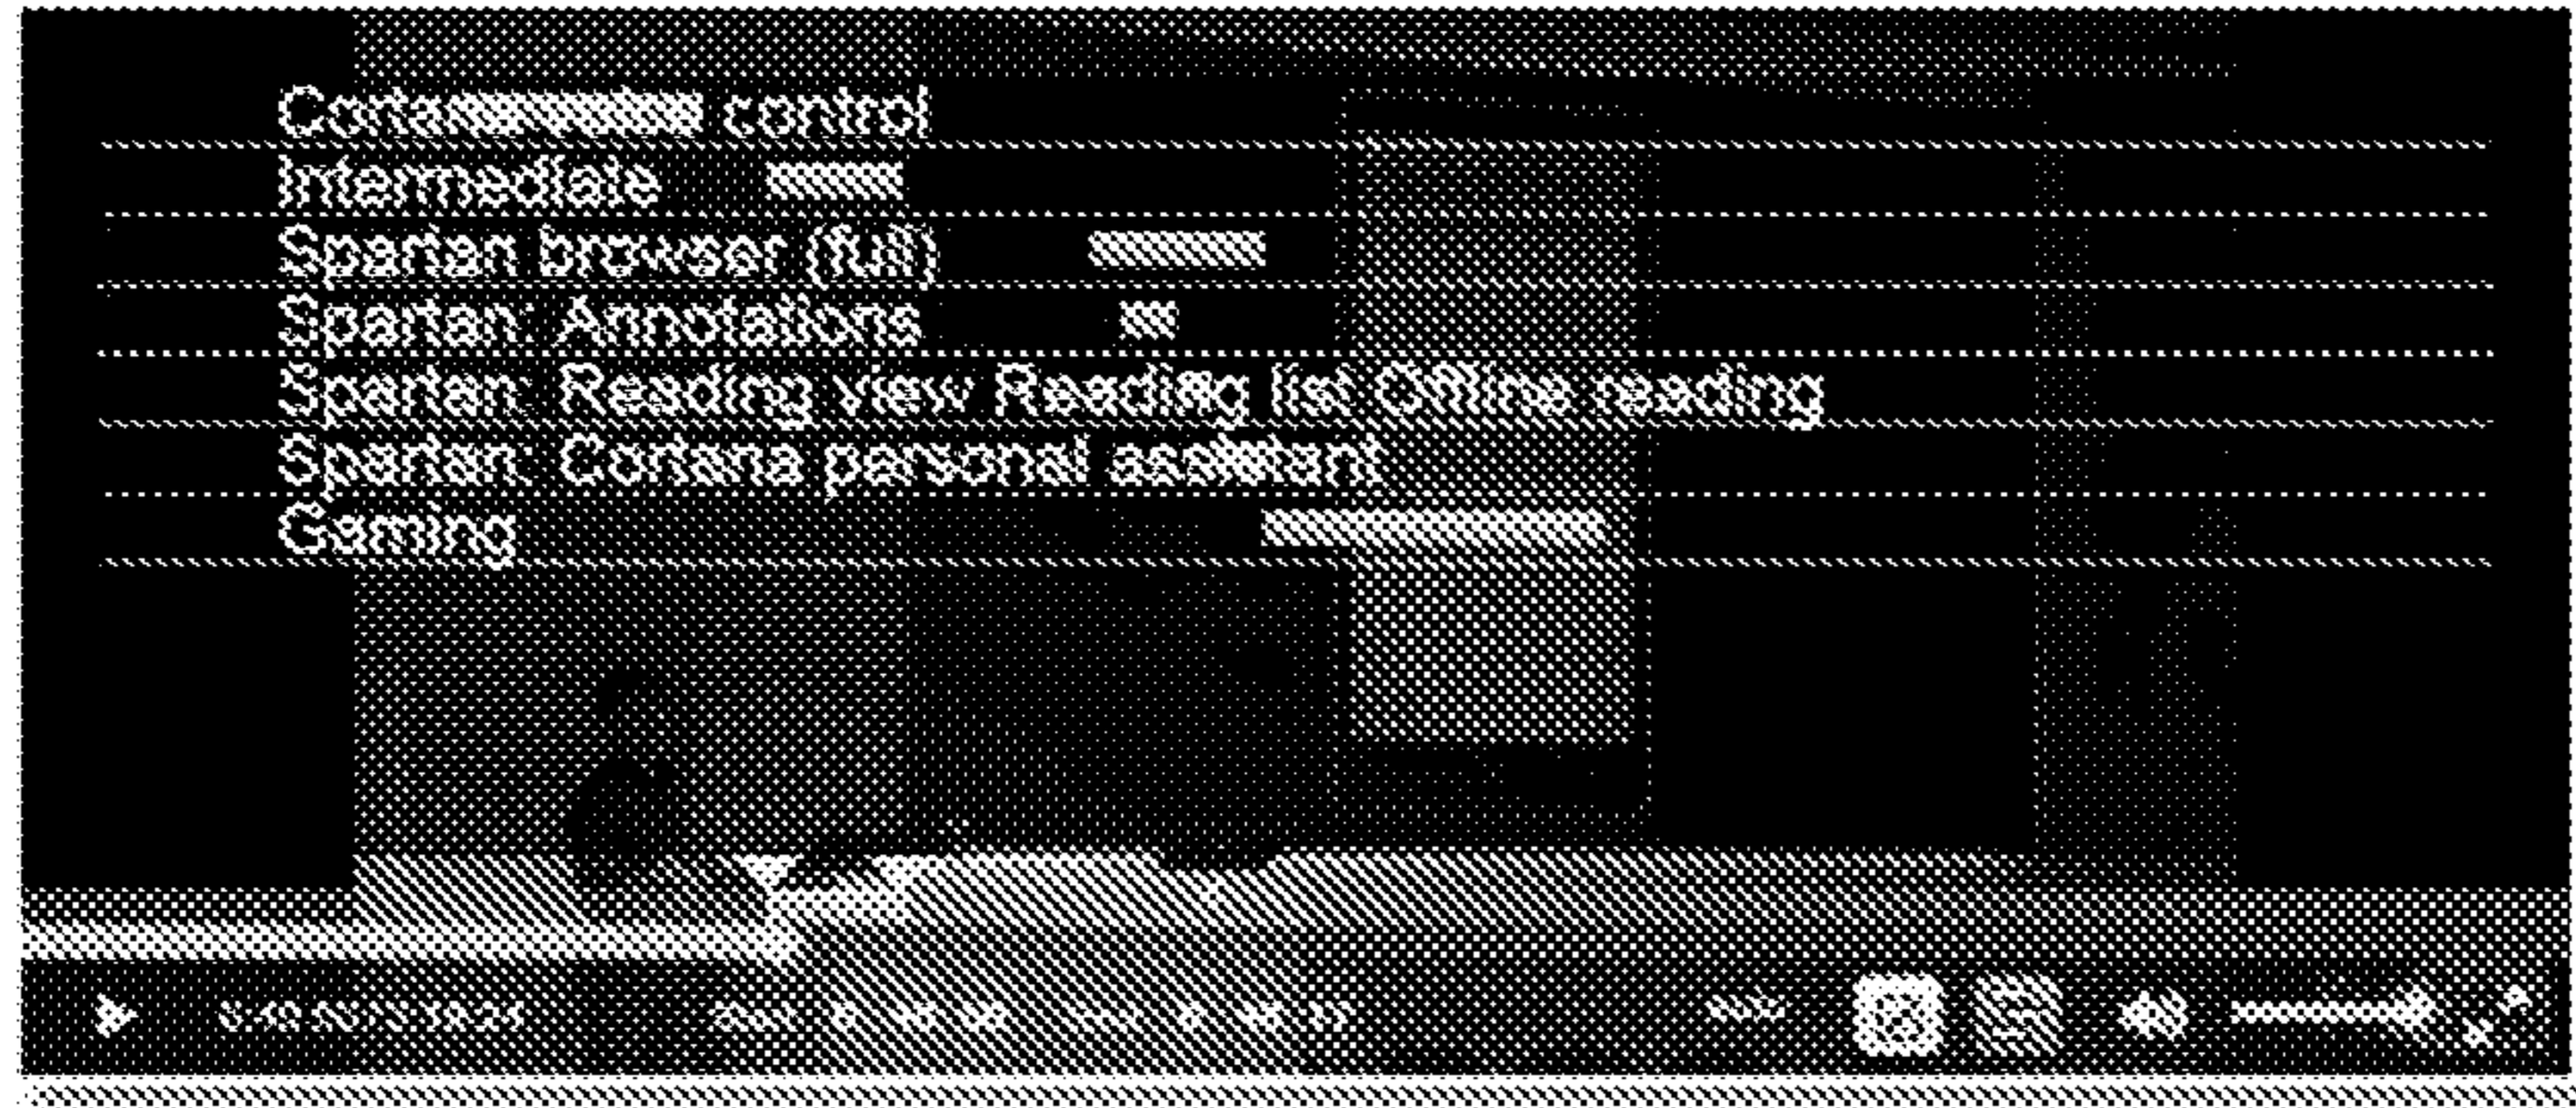 control
Intermediate
Spartan browser (full)
Spartan: Annotations
Spartan: Reading view Reading list Offline reading
Spartan: Cortana personal assistant
Gaming